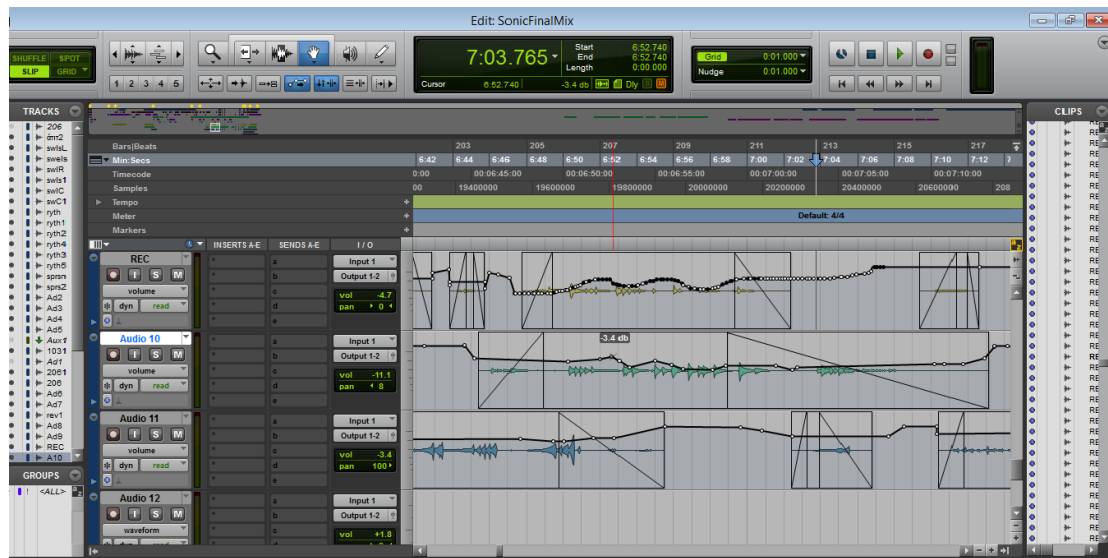 Edit: SonicFinalMix
SHUFFLE SPOT
SLIP GRID
1 2 3 4 5
7:03.765
Start 6:52.740
End 6:52.740
Length 0:00.000
Cursor 6:52.740 -3.4 db Dly
Grid 0:01.000
Nudge 0:01.000
TRACKS
CLIPS
206
swlsL
swels
swlR
swls1
swlC
swC1
ryth
ryth1
ryth2
ryth4
ryth3
ryth5
spran
sprs2
Ad2
Ad3
Ad4
Ad5
Aux1
1031
Ad1
2061
206
Ad6
Ad7
rev1
Ad8
Ad9
REC
A10
GROUPS
<ALL>
Bars|Beats 203 205 207 209 211 213 215 217
Min:Secs 6:42 6:44 6:46 6:48 6:50 6:52 6:54 6:56 6:58 7:00 7:02 7:04 7:06 7:08 7:10 7:12
Timecode 0:00 00:06:45:00 00:06:50:00 00:06:55:00 00:07:00:00 00:07:05:00 00:07:10:00
Samples 00 19400000 19600000 19800000 20000000 20200000 20400000 20600000 208
Tempo
Meter Default: 4/4
Markers
INSERTS A-E SENDS A-E I / O
REC a Input 1
I S M b Output 1-2
volume c vol -4.7
dyn read d pan 0
e
Audio 10 a Input 1
-3.4 db
I S M b Output 1-2
volume c vol -11.1
dyn read d pan 8
e
Audio 11 a Input 1
I S M b Output 1-2
volume c vol -3.4
dyn read d pan 100
e
Audio 12 a Input 1
I S M b Output 1-2
waveform c vol +1.8